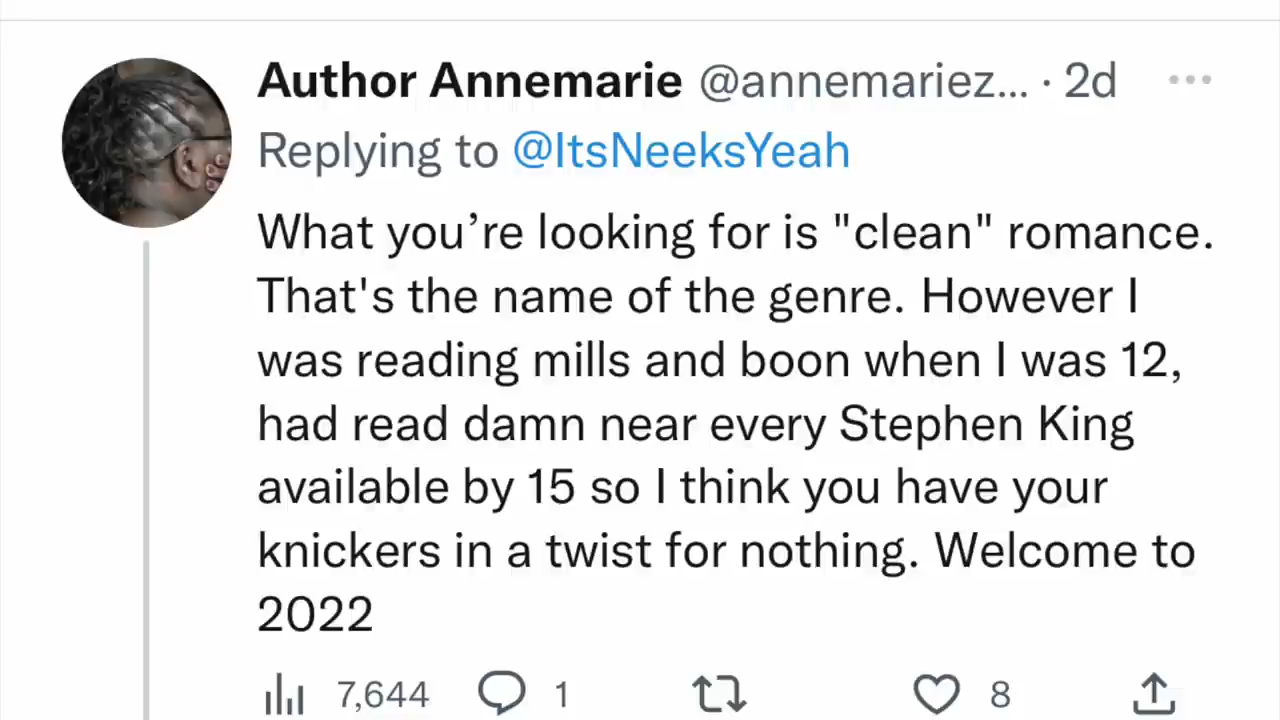 Author Annemarie @annemariez... · 2d
Replying to @ItsNeeksYeah
What you’re looking for is "clean" romance.
That's the name of the genre. However I
was reading mills and boon when I was 12,
had read damn near every Stephen King
available by 15 so I think you have your
knickers in a twist for nothing. Welcome to
2022
7,644 1 8